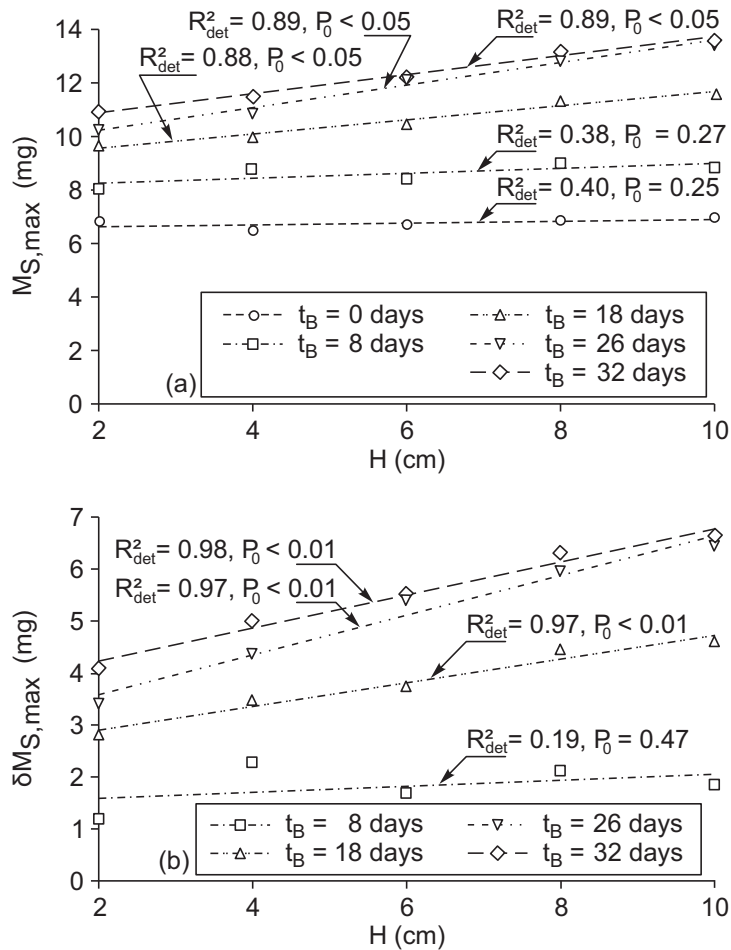 R²det = 0.89, P0 < 0.05
R²det = 0.89, P0 < 0.05
R²det = 0.88, P0 < 0.05
R²det = 0.38, P0 = 0.27
R²det = 0.40, P0 = 0.25
MS,max (mg)
14
12
10
8
6
4
2
0
tB = 0 days
tB = 18 days
tB = 8 days
tB = 26 days
tB = 32 days
(a)
2 4 6 8 10
H (cm)
δMS,max (mg)
7
6
5
4
3
2
1
0
R²det = 0.98, P0 < 0.01
R²det = 0.97, P0 < 0.01
R²det = 0.97, P0 < 0.01
R²det = 0.19, P0 = 0.47
tB = 8 days
tB = 26 days
tB = 18 days
tB = 32 days
(b)
2 4 6 8 10
H (cm)